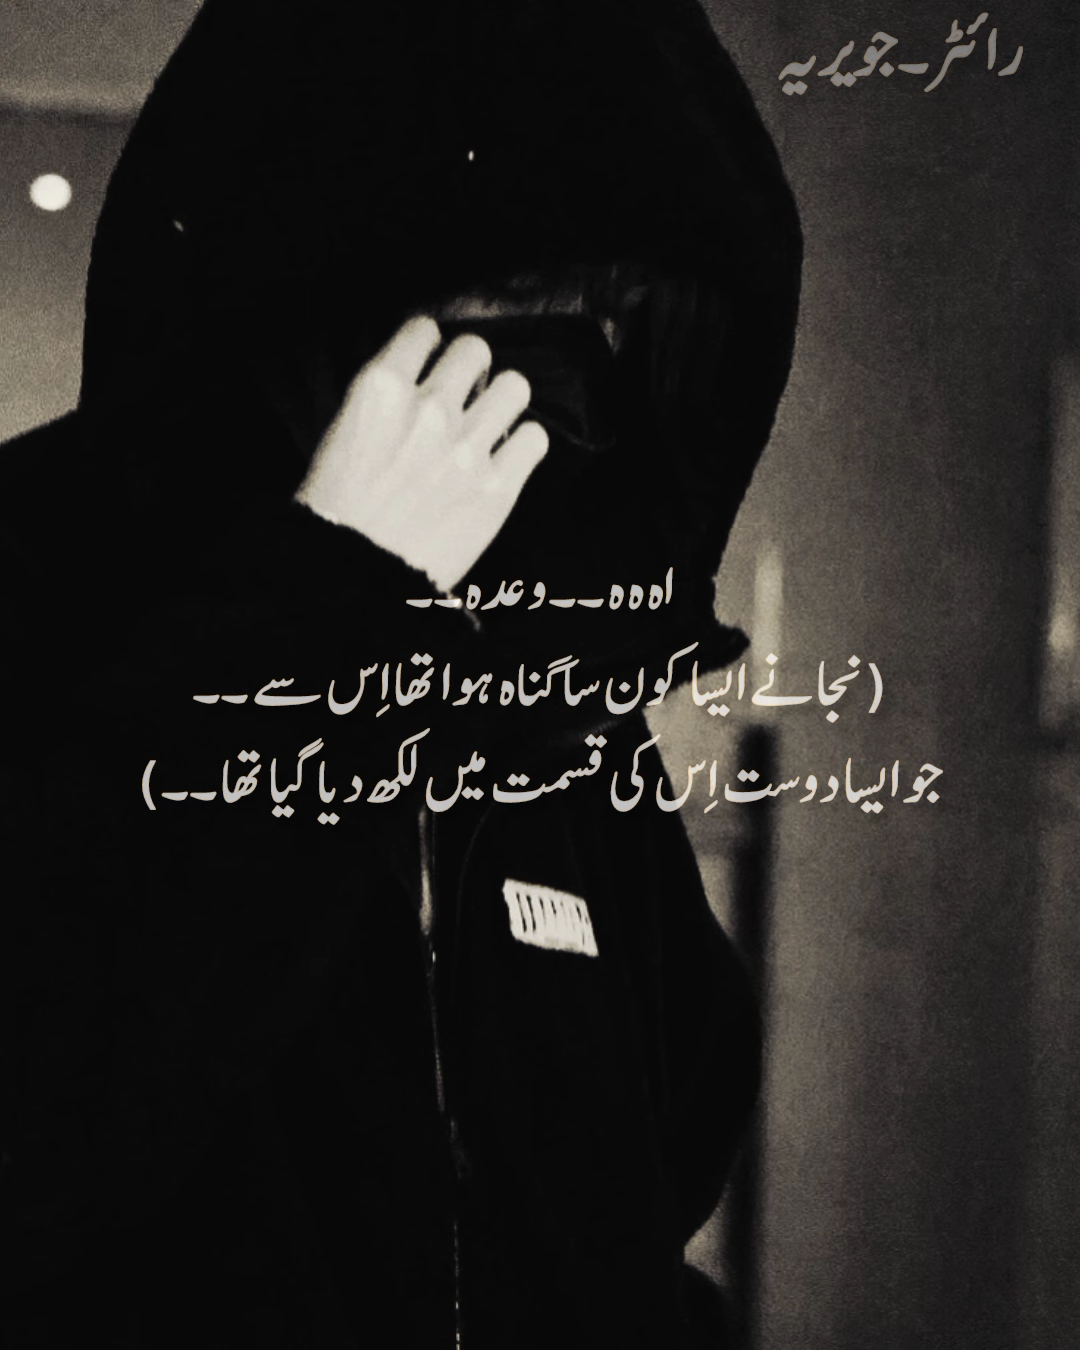 رائٹر۔جویریہ
اہ ہ ہ۔۔وعدہ۔۔
(نجانے ایسا کون سا گناہ ہوا تھا اِس سے۔۔
جو ایسا دوست اِس کی قسمت میں لکھ دیا گیا تھا۔۔)